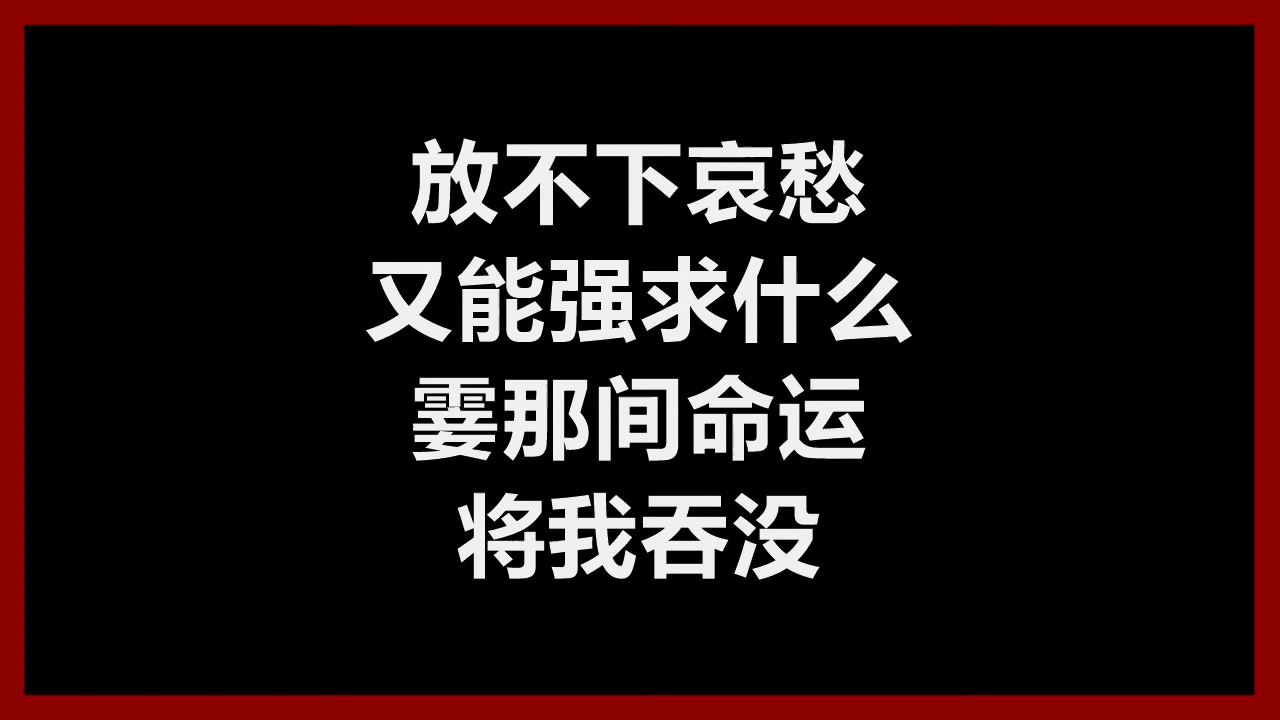 放不下哀愁
又能强求什么
霎那间命运
将我吞没